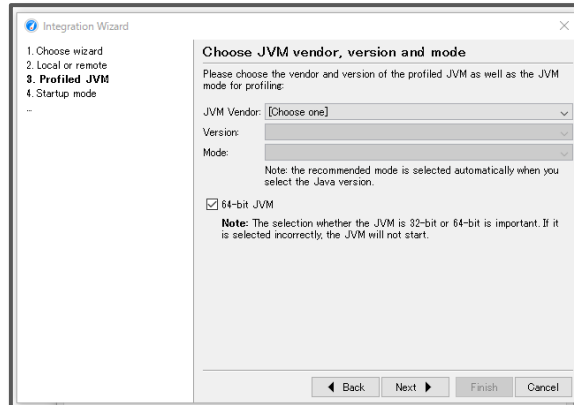 Integration Wizard
1. Choose wizard
2. Local or remote
3. Profiled JVM
4. Startup mode
...
Choose JVM vendor, version and mode
Please choose the vendor and version of the profiled JVM as well as the JVM
mode for profiling:
JVM Vendor: [Choose one]
Version:
Mode:
Note: the recommended mode is selected automatically when you
select the Java version.
64-bit JVM
Note: The selection whether the JVM is 32-bit or 64-bit is important. If it
is selected incorrectly, the JVM will not start.
Back Next Finish Cancel